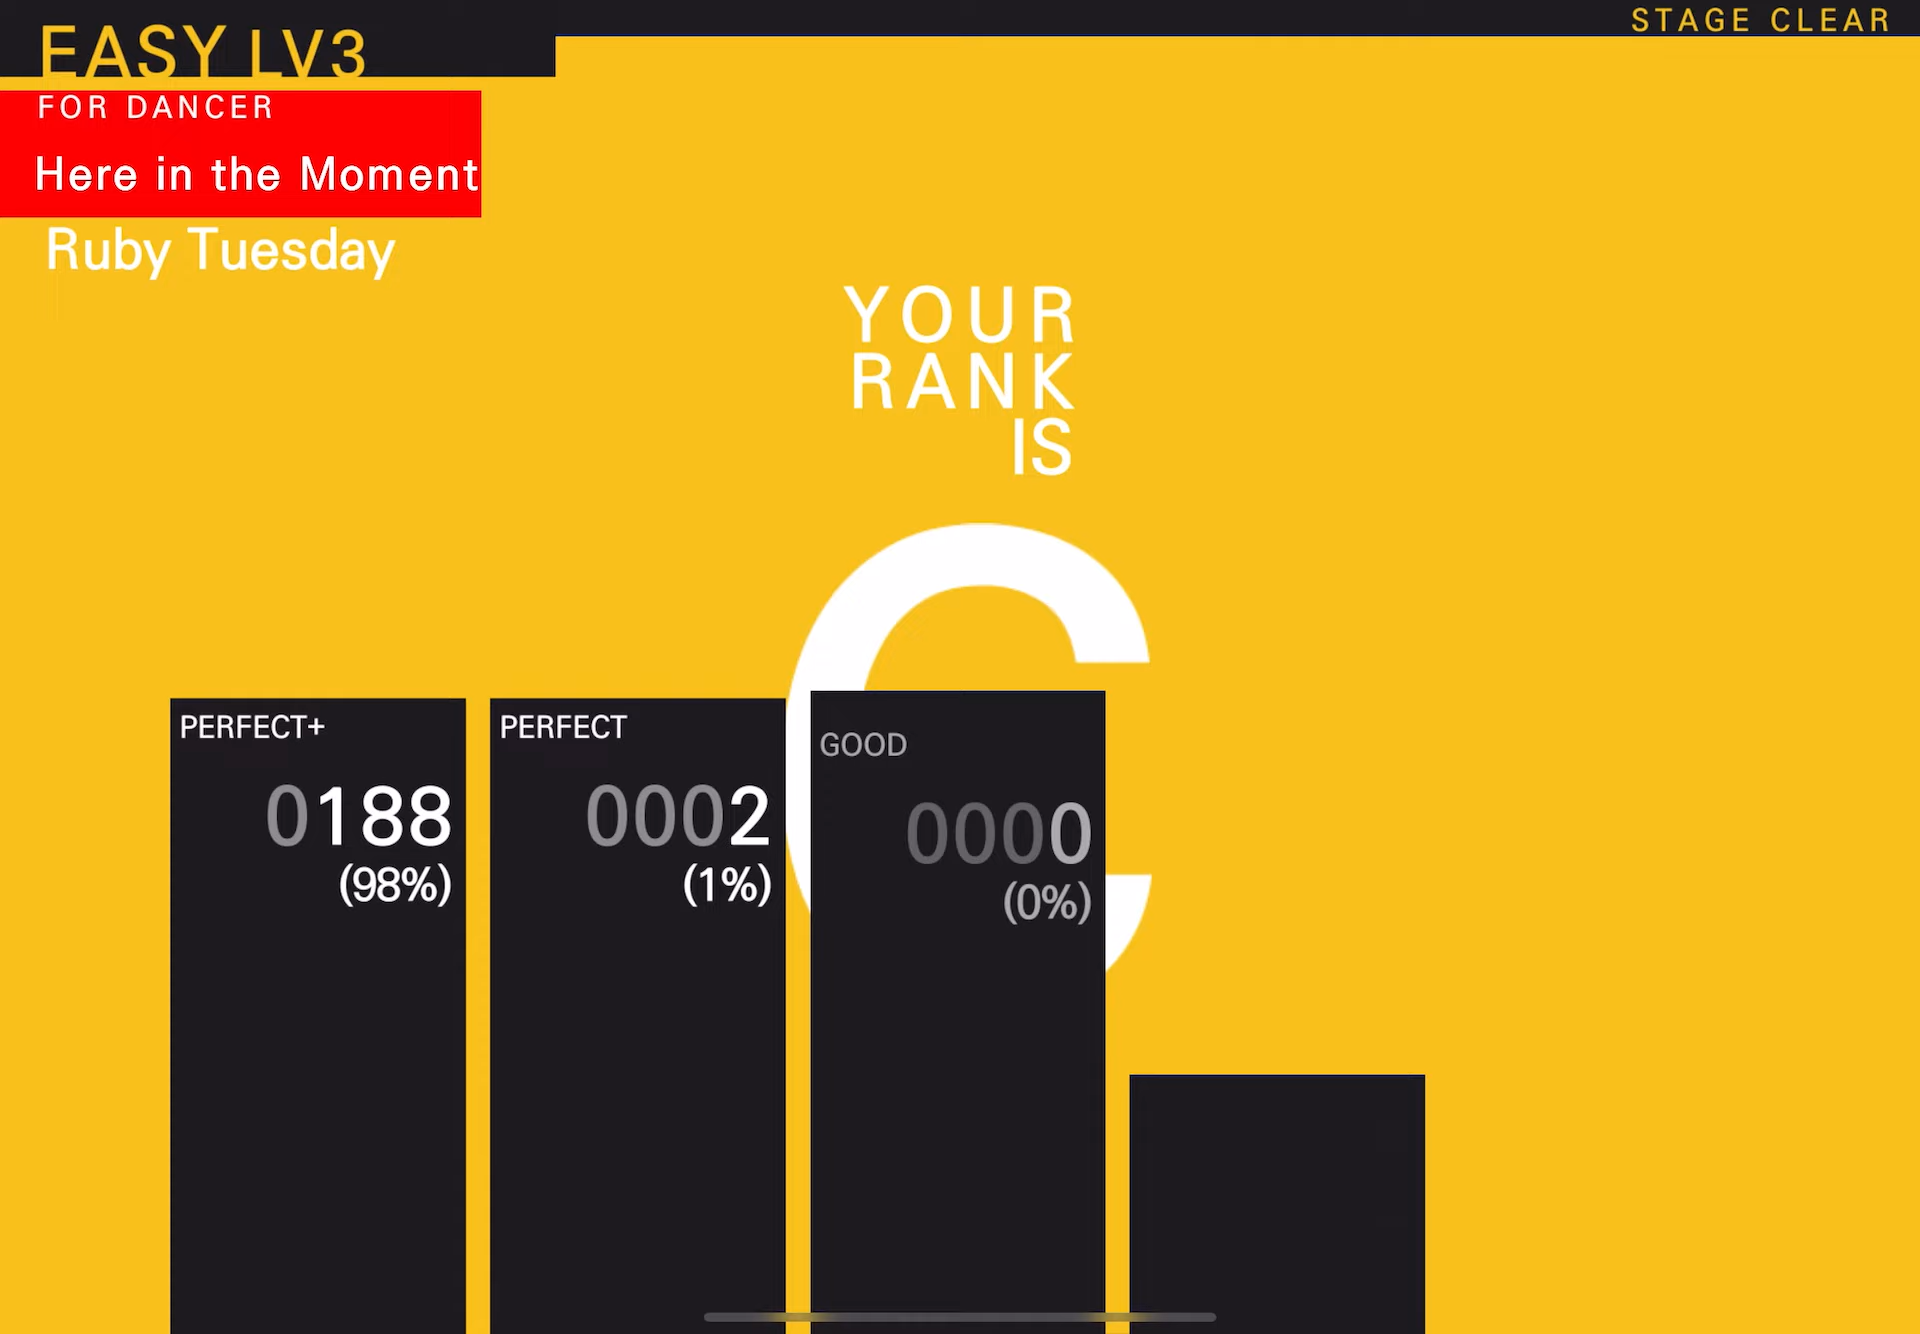 EASY LV3
STAGE CLEAR
FOR DANCER
Here in the Moment
Ruby Tuesday
YOUR
RANK
IS
C
PERFECT+
0188
(98%)
PERFECT
0002
(1%)
GOOD
0000
(0%)